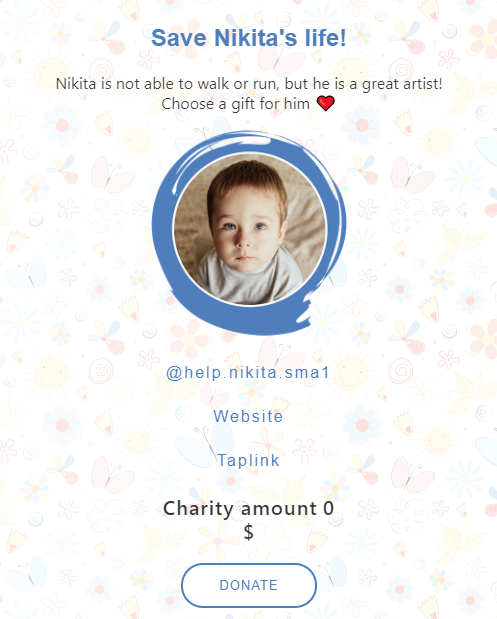 Save Nikita's life!
Nikita is not able to walk or run, but he is a great artist!
Choose a gift for him ❤
@help.nikita.sma1
Website
Taplink
Charity amount 0
$
DONATE